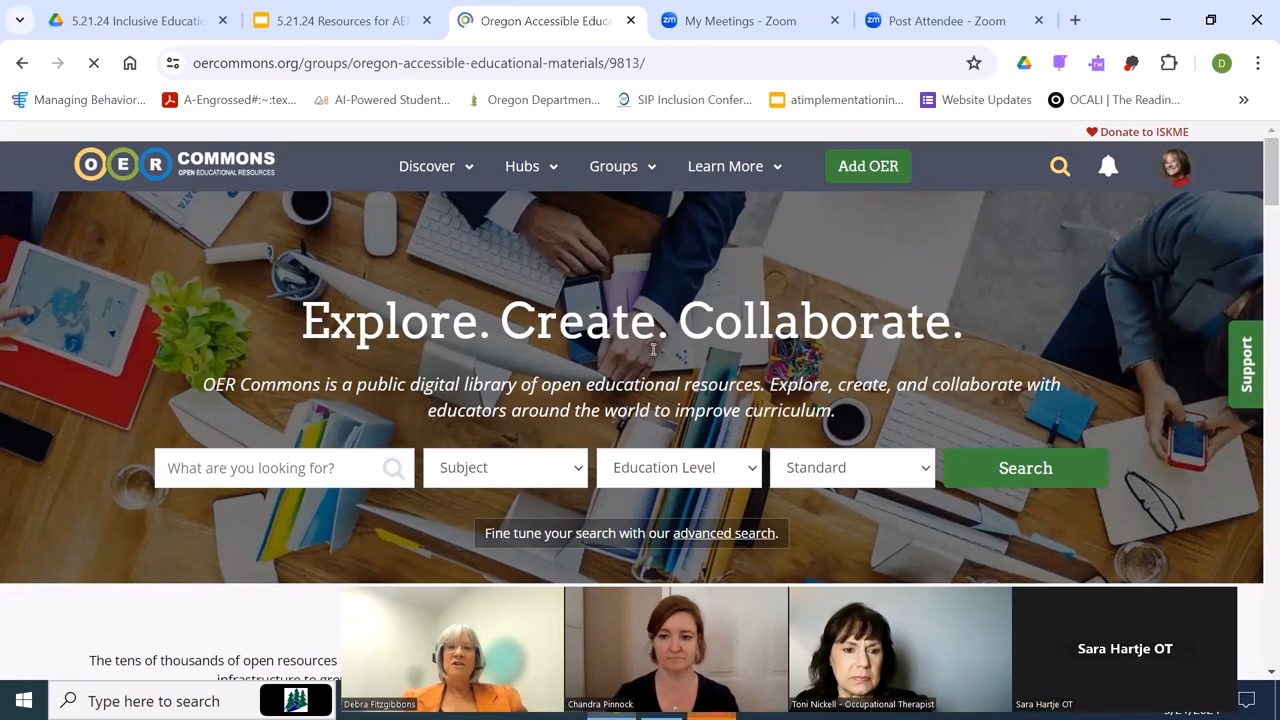 5.21.24 Inclusive Educati
5.21.24 Resources for AE
Oregon Accessible Educ
My Meetings - Zoom
Post Attendee - Zoom
oercommons.org/groups/oregon-accessible-educational-materials/9813/
D
Managing Behavior...
A-Engrossed#:~:tex...
AI-Powered Student...
Oregon Departmen...
SIP Inclusion Confer...
atimplementationin...
Website Updates
OCALI | The Readin...
Donate to ISKME
OER COMMONS
OPEN EDUCATIONAL RESOURCES
Discover
Hubs
Groups
Learn More
Add OER
Explore. Create. Collaborate.
OER Commons is a public digital library of open educational resources. Explore, create, and collaborate with
educators around the world to improve curriculum.
Support
What are you looking for?
Subject
Education Level
Standard
Search
Fine tune your search with our advanced search.
The tens of thousands of open resources
Sara Hartje OT
Debra Fitzgibbons
Chandra Pinnock
Toni Nickell - Occupational Therapist
Sara Hartje OT
Type here to search